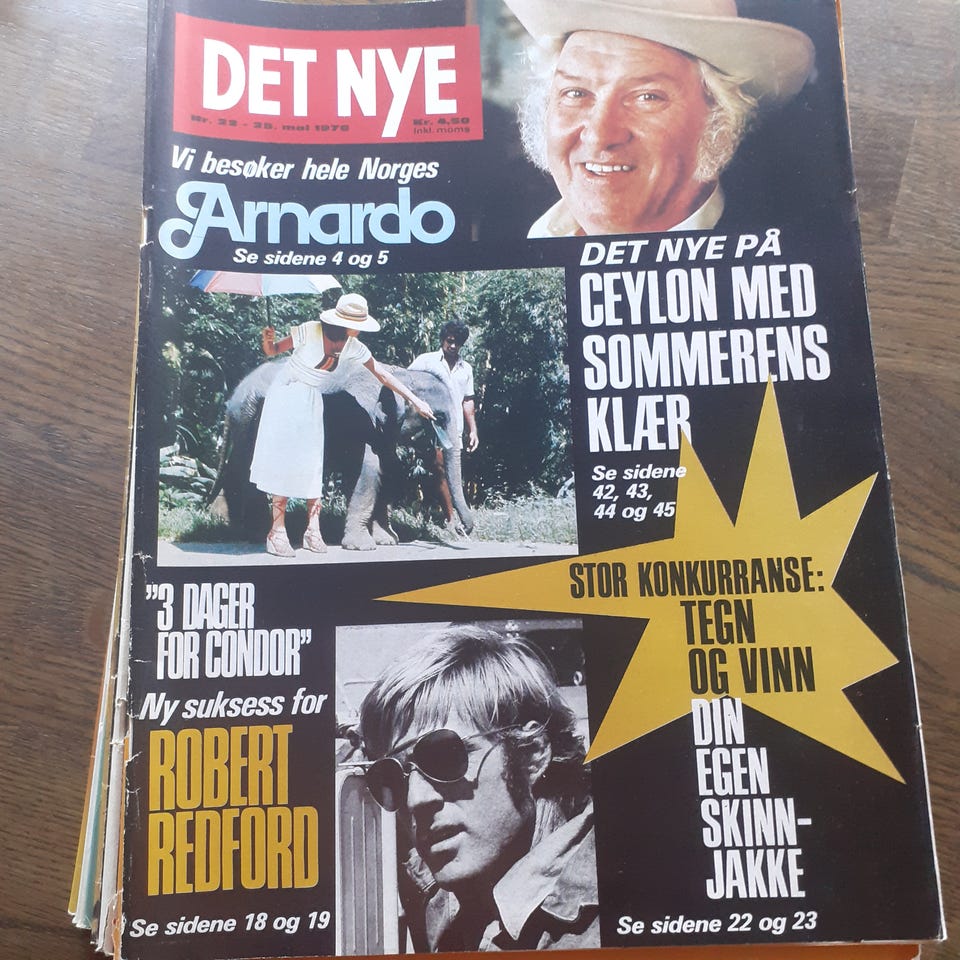 DET NYE
Nr. 22 - 25. mai 1976
Kr. 4,50
inkl. moms
Vi besøker hele Norges
Arnardo
Se sidene 4 og 5
DET NYE PÅ
CEYLON MED
SOMMERENS
KLÆR
Se sidene
42, 43,
44 og 45
STOR KONKURRANSE:
TEGN
OG VINN
DIN
EGEN
SKINN-
JAKKE
Se sidene 22 og 23
"3 DAGER
FOR CONDOR"
Ny suksess for
ROBERT
REDFORD
Se sidene 18 og 19